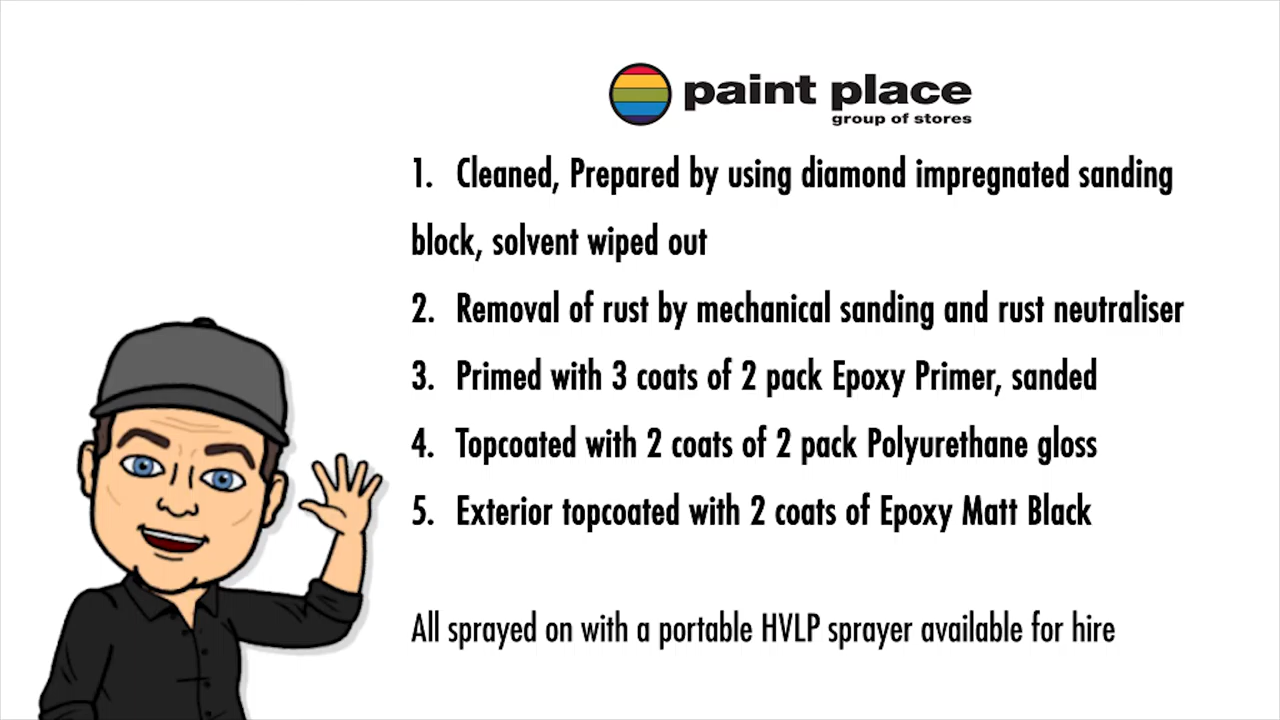 paint place
group of stores
1. Cleaned, Prepared by using diamond impregnated sanding
block, solvent wiped out
2. Removal of rust by mechanical sanding and rust neutraliser
3. Primed with 3 coats of 2 pack Epoxy Primer, sanded
4. Topcoated with 2 coats of 2 pack Polyurethane gloss
5. Exterior topcoated with 2 coats of Epoxy Matt Black
All sprayed on with a portable HVLP sprayer available for hire